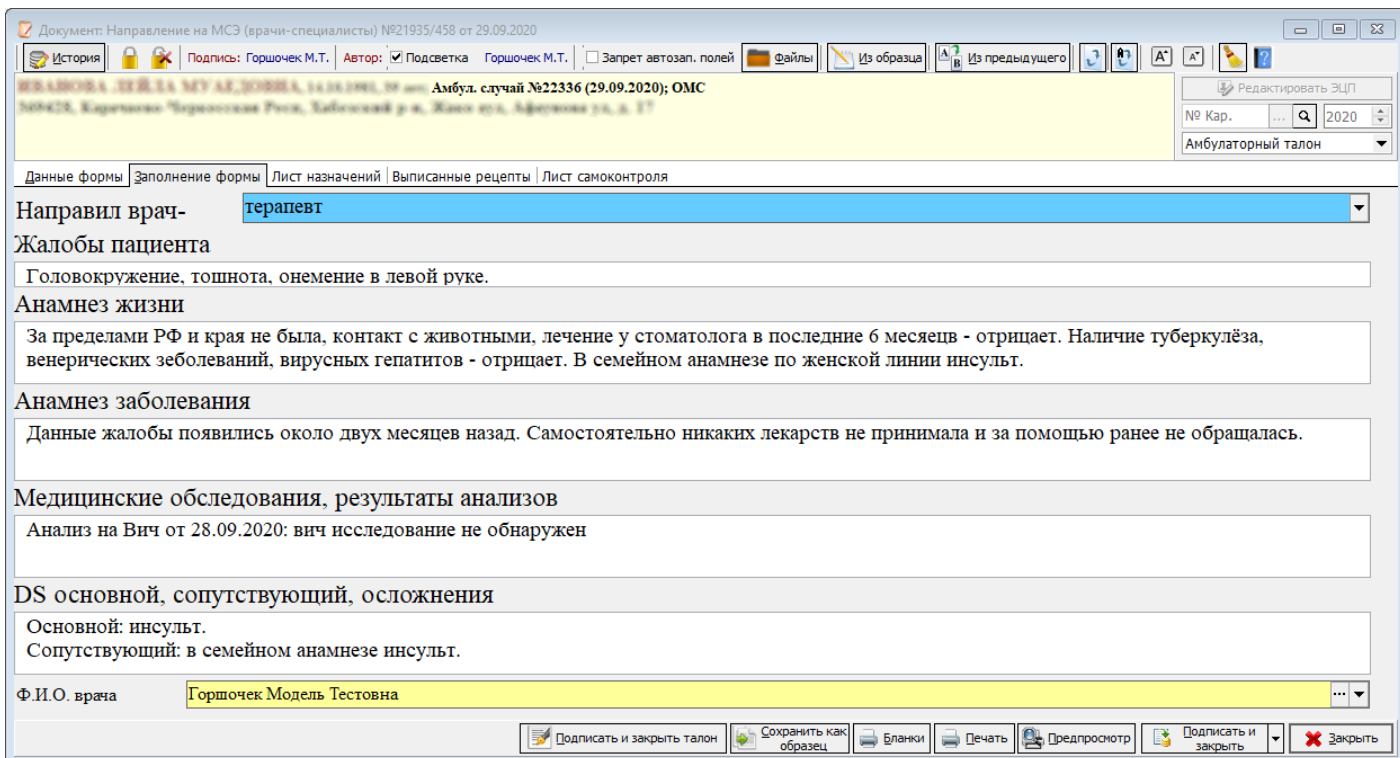 Документ: Направление на МСЭ (врачи-специалисты) №21935/458 от 29.09.2020
История Подпись: Горшочек М.Т. Автор: Подсветка Горшочек М.Т. Запрет автозап. полей Файлы Из образца Из предыдущего
Амбул. случай №22336 (29.09.2020); ОМС
Редактировать ЭЦП
№ Кар. ... 2020
Амбулаторный талон
Данные формы Заполнение формы Лист назначений Выписанные рецепты Лист самоконтроля
Направил врач- терапевт
Жалобы пациента
Головокружение, тошнота, онемение в левой руке.
Анамнез жизни
За пределами РФ и края не была, контакт с животными, лечение у стоматолога в последние 6 месяецв - отрицает. Наличие туберкулёза,
венерических зеболеваний, вирусных гепатитов - отрицает. В семейном анамнезе по женской линии инсульт.
Анамнез заболевания
Данные жалобы появились около двух месяцев назад. Самостоятельно никаких лекарств не принимала и за помощью ранее не обращалась.
Медицинские обследования, результаты анализов
Анализ на Вич от 28.09.2020: вич исследование не обнаружен
DS основной, сопутствующий, осложнения
Основной: инсульт.
Сопутствующий: в семейном анамнезе инсульт.
Ф.И.О. врача Горшочек Модель Тестовна
Подписать и закрыть талон Сохранить как образец Бланки Печать Предпросмотр Подписать и закрыть Закрыть